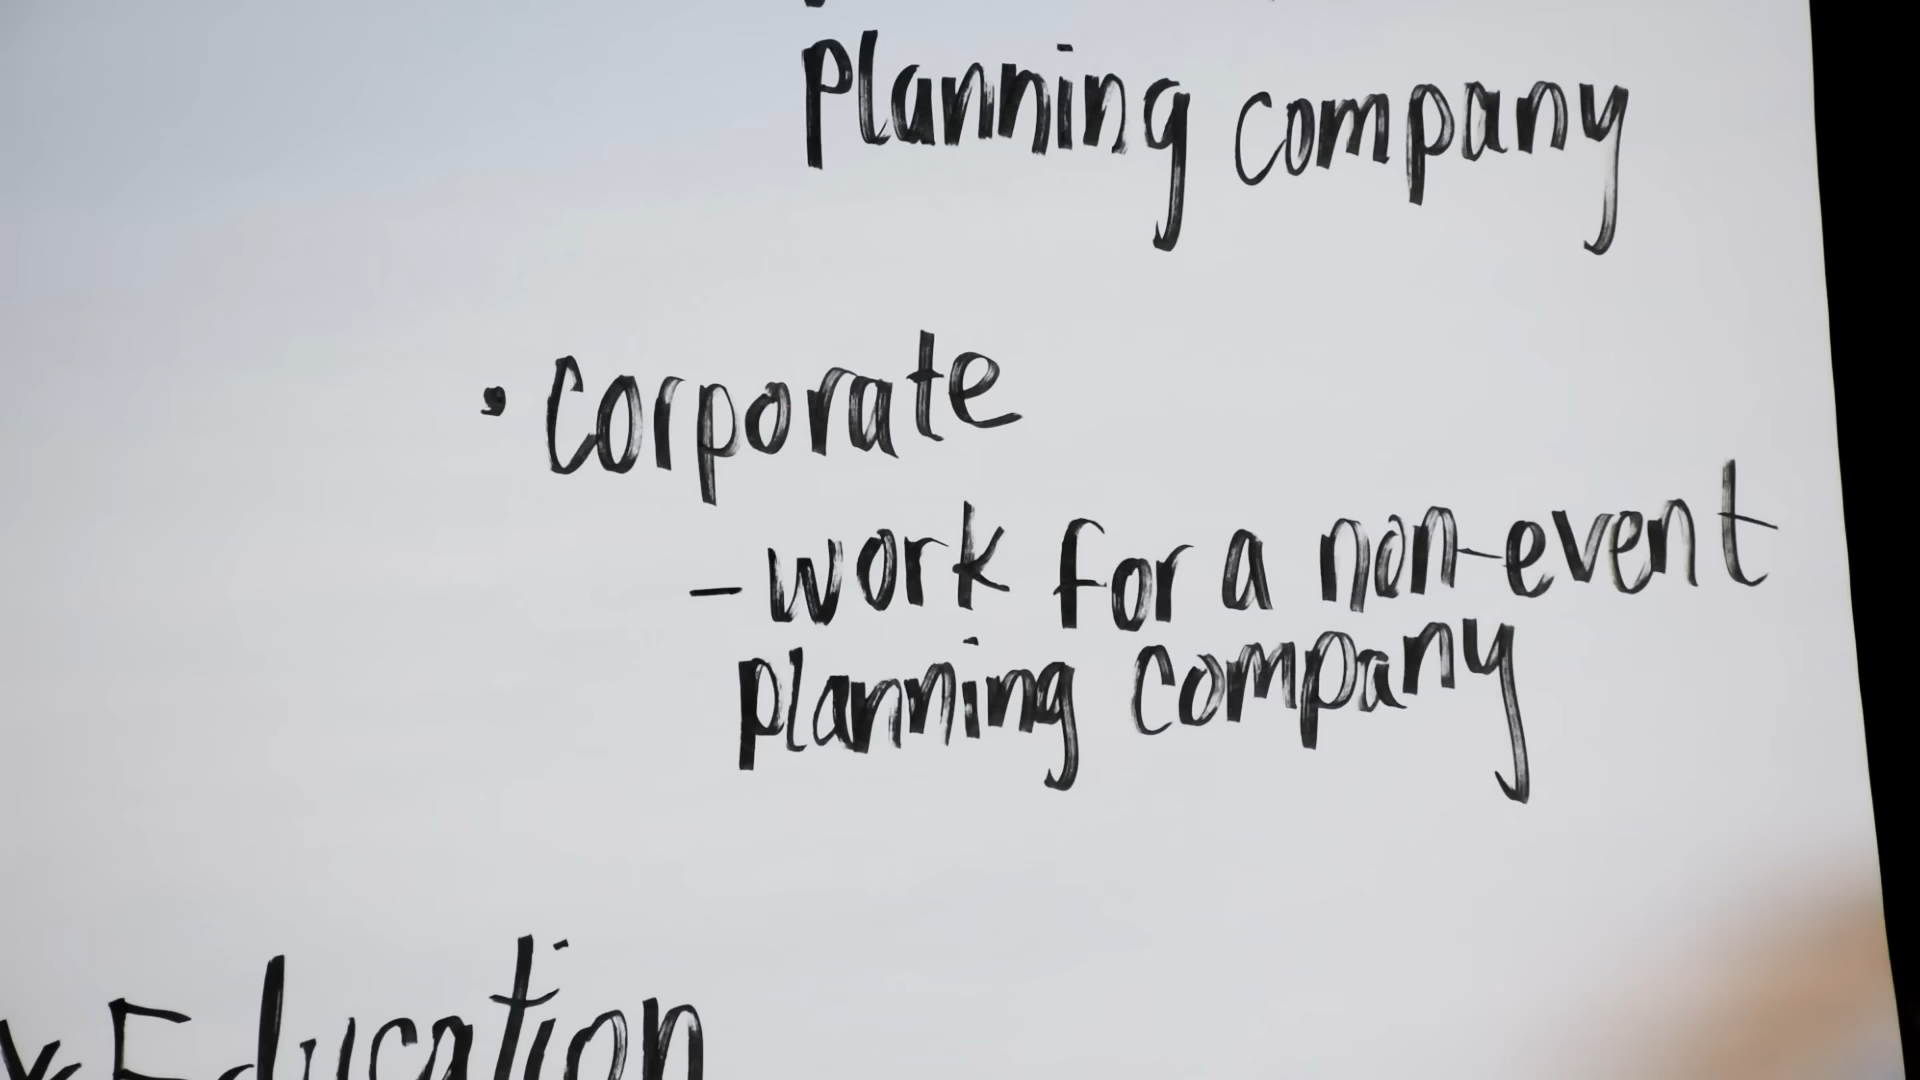 Planning company
• Corporate
- work for a non-event
planning company
* Education